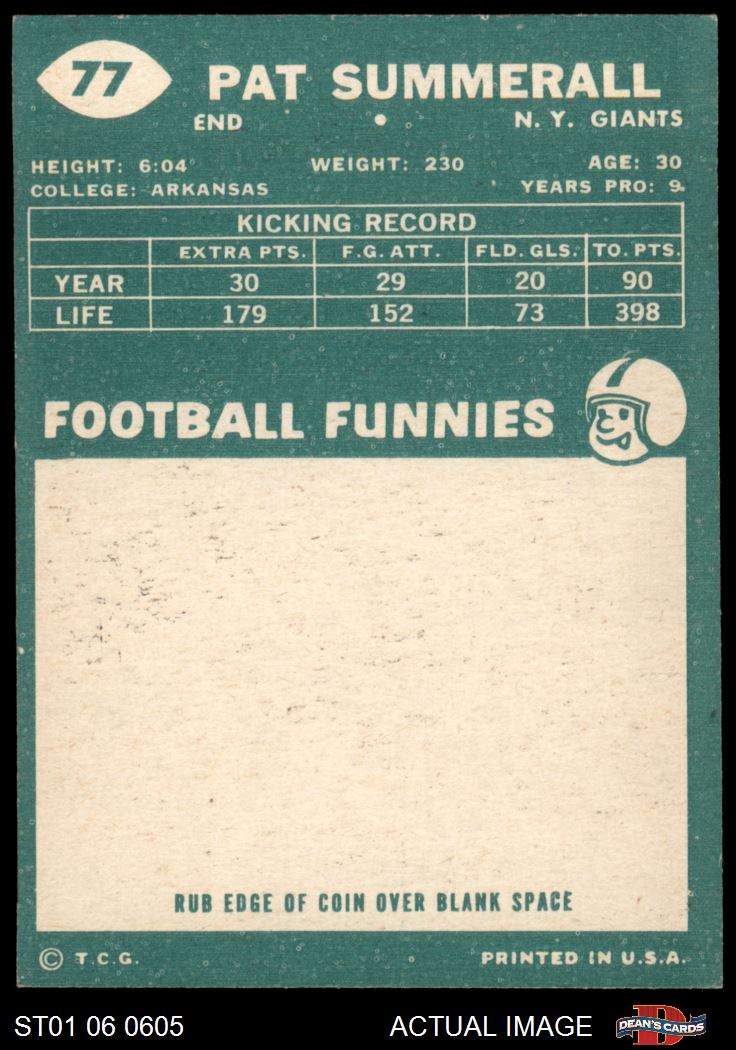 77 PAT SUMMERALL
END • N. Y. GIANTS
HEIGHT: 6:04 WEIGHT: 230 AGE: 30
COLLEGE: ARKANSAS YEARS PRO: 9
KICKING RECORD
EXTRA PTS. F.G. ATT. FLD. GLS. TO. PTS.
YEAR 30 29 20 90
LIFE 179 152 73 398
FOOTBALL FUNNIES
RUB EDGE OF COIN OVER BLANK SPACE
© T.C.G. PRINTED IN U.S.A.
ST01 06 0605 ACTUAL IMAGE D DEAN'S CARDS